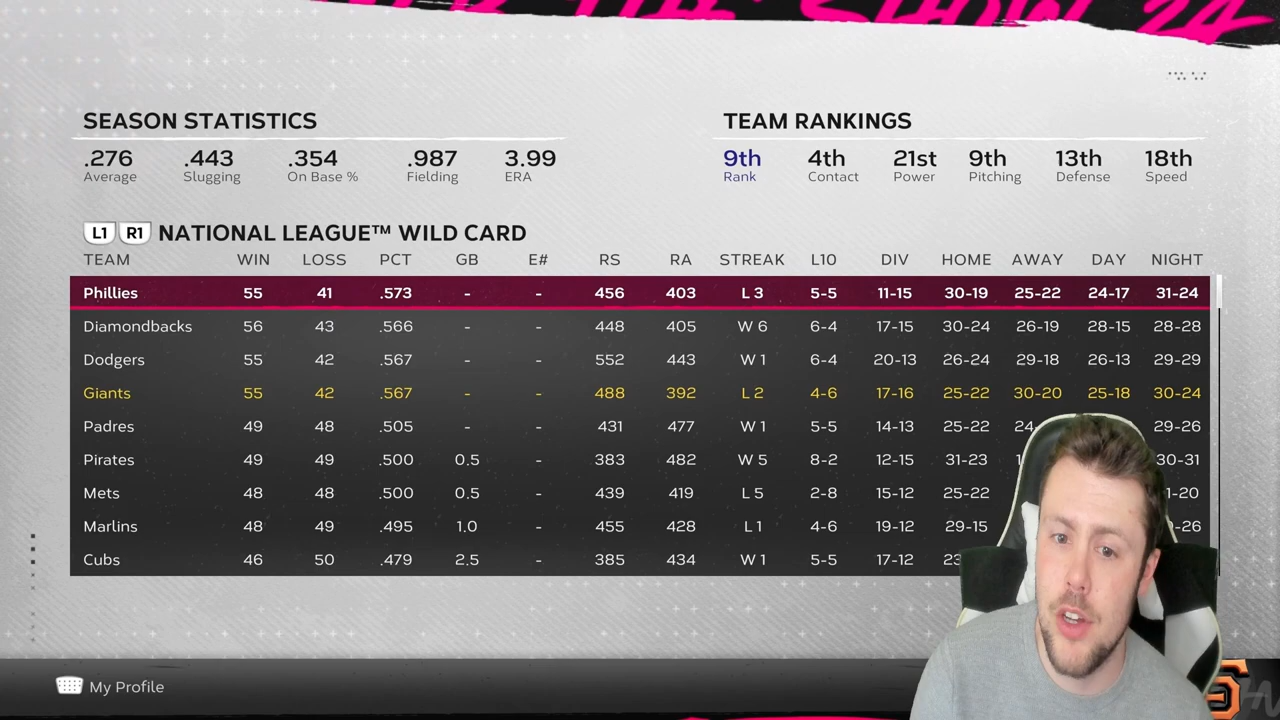 THE SHOW 24
SEASON STATISTICS
TEAM RANKINGS
.276 .443 .354 .987 3.99
9th 4th 21st 9th 13th 18th
Average Slugging On Base % Fielding ERA
Rank Contact Power Pitching Defense Speed
L1 R1 NATIONAL LEAGUE™ WILD CARD
TEAM WIN LOSS PCT GB E# RS RA STREAK L10 DIV HOME AWAY DAY NIGHT
Phillies 55 41 .573 - - 456 403 L 3 5-5 11-15 30-19 25-22 24-17 31-24
Diamondbacks 56 43 .566 - - 448 405 W 6 6-4 17-15 30-24 26-19 28-15 28-28
Dodgers 55 42 .567 - - 552 443 W 1 6-4 20-13 26-24 29-18 26-13 29-29
Giants 55 42 .567 - - 488 392 L 2 4-6 17-16 25-22 30-20 25-18 30-24
Padres 49 48 .505 - - 431 477 W 1 5-5 14-13 25-22 29-26
Pirates 49 49 .500 0.5 - 383 482 W 5 8-2 12-15 31-23 30-31
Mets 48 48 .500 0.5 - 439 419 L 5 2-8 15-12 25-22
Marlins 48 49 .495 1.0 - 455 428 L 1 4-6 19-12 29-15
Cubs 46 50 .479 2.5 - 385 434 W 1 5-5 17-12
My Profile